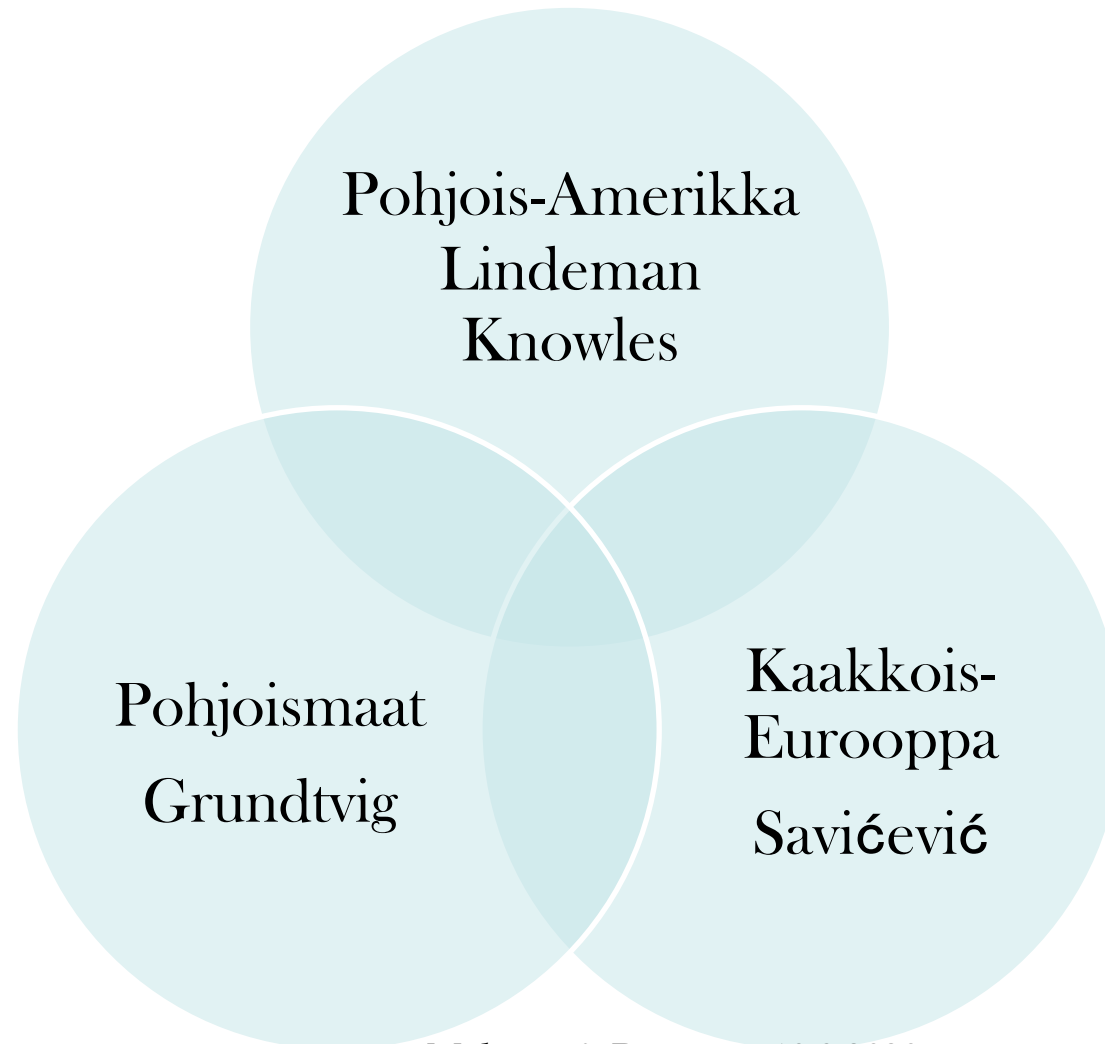 Pohjois-Amerikka
Lindeman
Knowles
Pohjoismaat
Grundtvig
Kaakkois-
Eurooppa
Savićević